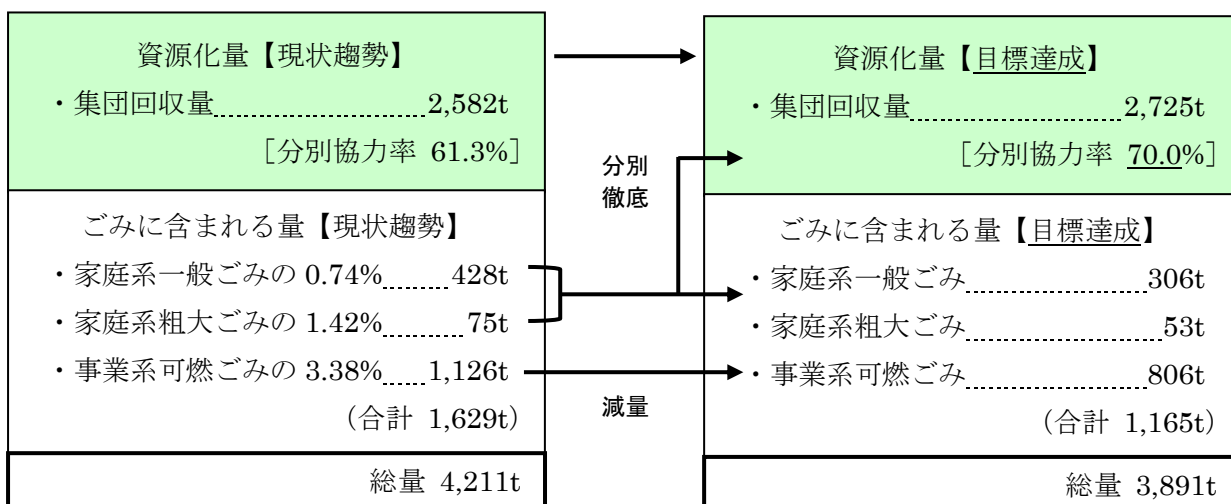 資源化量【現状趨勢】
・集団回収量 2,582t
[分別協力率 61.3%]
ごみに含まれる量【現状趨勢】
・家庭系一般ごみの 0.74% 428t
・家庭系粗大ごみの 1.42% 75t
・事業系可燃ごみの 3.38% 1,126t
(合計 1,629t)
総量 4,211t
分別
徹底
減量
資源化量【目標達成】
・集団回収量 2,725t
[分別協力率 70.0%]
ごみに含まれる量【目標達成】
・家庭系一般ごみ 306t
・家庭系粗大ごみ 53t
・事業系可燃ごみ 806t
(合計 1,165t)
総量 3,891t